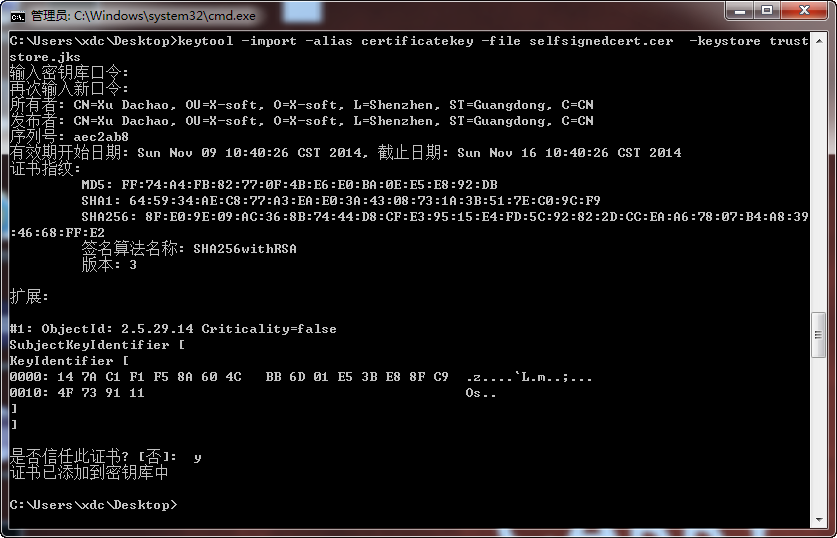 管理员: C:\Windows\system32\cmd.exe
C:\Users\xdc\Desktop>keytool -import -alias certificatekey -file selfsignedcert.cer  -keystore trust
store.jks
输入密钥库口令:
再次输入新口令:
所有者: CN=Xu Dachao, OU=X-soft, O=X-soft, L=Shenzhen, ST=Guangdong, C=CN
发布者: CN=Xu Dachao, OU=X-soft, O=X-soft, L=Shenzhen, ST=Guangdong, C=CN
序列号: aec2ab8
有效期开始日期: Sun Nov 09 10:40:26 CST 2014, 截止日期: Sun Nov 16 10:40:26 CST 2014
证书指纹:
MD5: FF:74:A4:FB:82:77:0F:4B:E6:E0:BA:0E:E5:E8:92:DB
SHA1: 64:59:34:AE:C8:77:A3:EA:E0:3A:43:08:73:1A:3B:51:7E:C0:9C:F9
SHA256: 8F:E0:9E:09:AC:36:8B:74:44:D8:CF:E3:95:15:E4:FD:5C:92:82:2D:CC:EA:A6:78:07:B4:A8:39
:46:68:FF:E2
签名算法名称: SHA256withRSA
版本: 3
扩展:
#1: ObjectId: 2.5.29.14 Criticality=false
SubjectKeyIdentifier [
KeyIdentifier [
0000: 14 7A C1 F1 F5 8A 60 4C   BB 6D 01 E5 3B E8 8F C9  .z....`L.m..;...
0010: 4F 73 91 11                                        Os..
]
]
是否信任此证书? [否]:  y
证书已添加到密钥库中
C:\Users\xdc\Desktop>